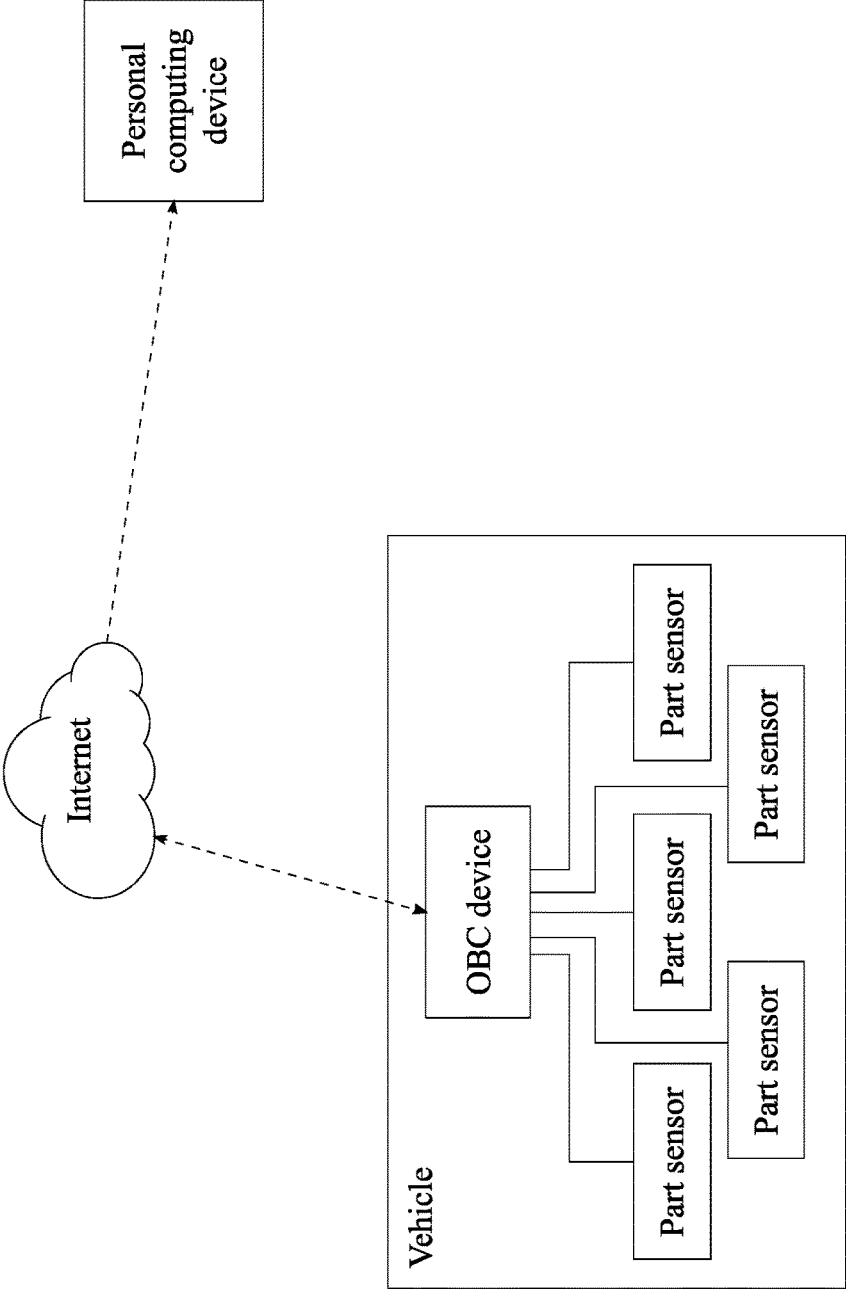 Internet
Personal
computing
device
Vehicle
OBC device
Part sensor
Part sensor
Part sensor
Part sensor
Part sensor